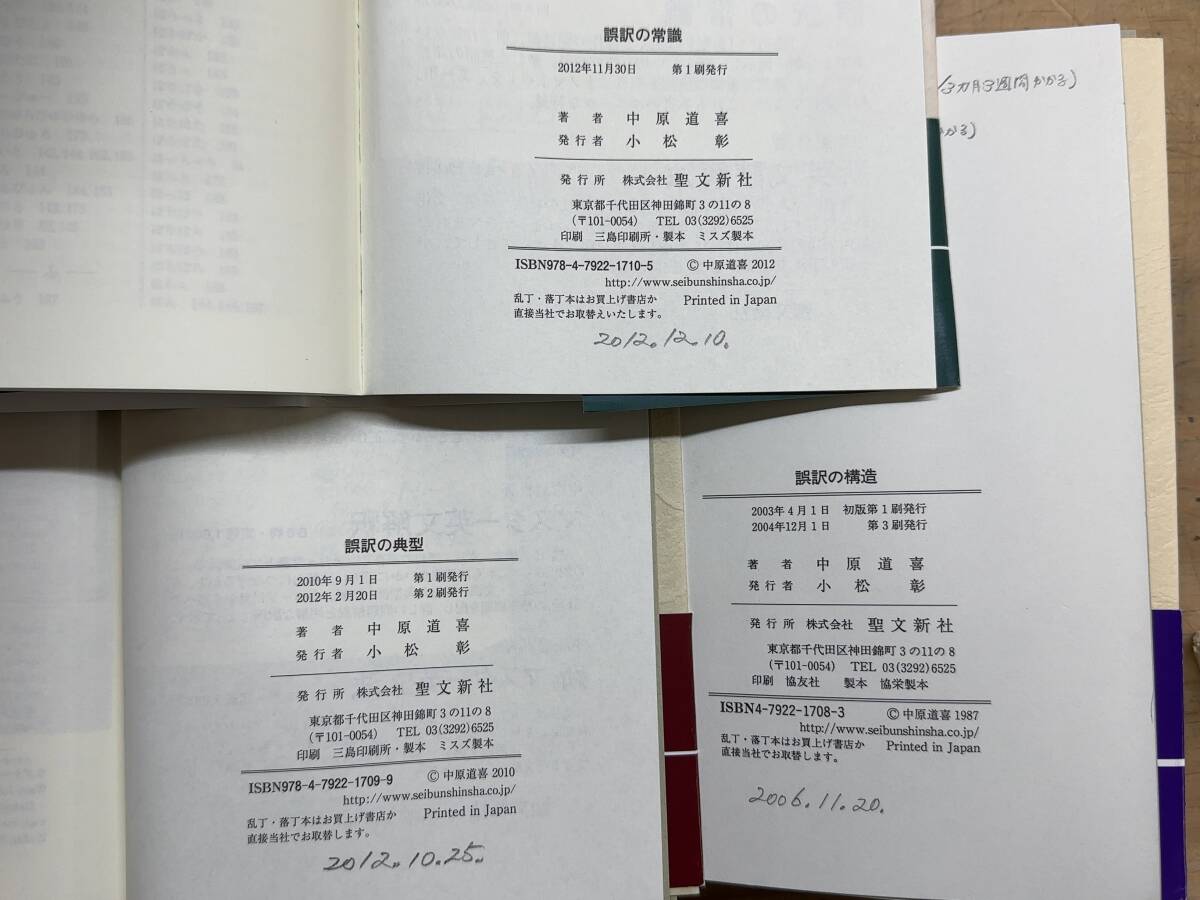 誤訳の常識
2012年11月30日 第1刷発行
著者 中原道喜
発行者 小松彰
発行所 株式会社 聖文新社
東京都千代田区神田錦町3の11の8
(〒101-0054) TEL 03(3292)6525
印刷 三島印刷所・製本 ミスズ製本
ISBN978-4-7922-1710-5 ©中原道喜 2012
http://www.seibunshinsha.co.jp/
乱丁・落丁本はお買上げ書店か Printed in Japan
直接当社でお取替えいたします。
2012.12.10.
3カ月3週間かかる)
かかる)
誤訳の典型
2010年9月1日 第1刷発行
2012年2月20日 第2刷発行
著者 中原道喜
発行者 小松彰
発行所 株式会社 聖文新社
東京都千代田区神田錦町3の11の8
(〒101-0054) TEL 03(3292)6525
印刷 三島印刷所・製本 ミスズ製本
ISBN978-4-7922-1709-9 ©中原道喜 2010
http://www.seibunshinsha.co.jp/
乱丁・落丁本はお買上げ書店か Printed in Japan
直接当社でお取替します。
2012.10.25.
誤訳の構造
2003年4月1日 初版第1刷発行
2004年12月1日 第3刷発行
著者 中原道喜
発行者 小松彰
発行所 株式会社 聖文新社
東京都千代田区神田錦町3の11の8
(〒101-0054) TEL 03(3292)6525
印刷 協友社 製本 協栄製本
ISBN4-7922-1708-3 ©中原道喜 1987
http://www.seibunshinsha.co.jp/
乱丁・落丁本はお買上げ書店か Printed in Japan
直接当社でお取替します。
2006.11.20.